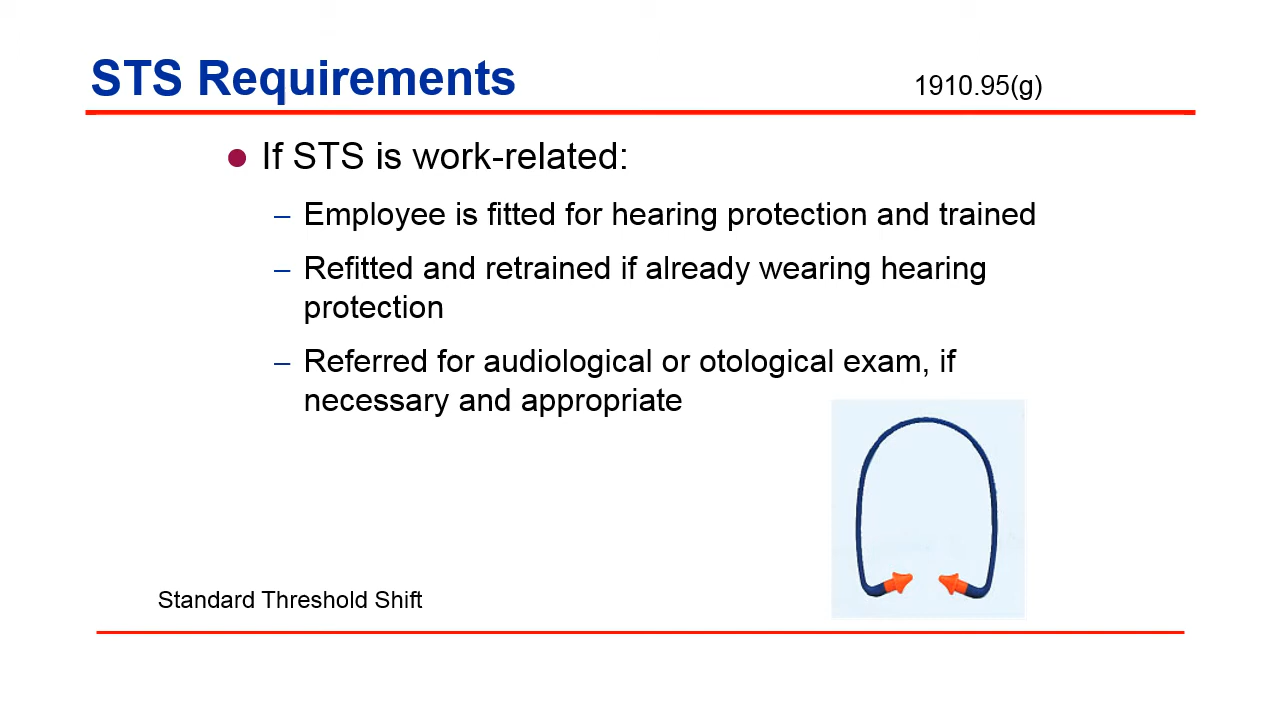 STS Requirements
1910.95(g)
If STS is work-related:
– Employee is fitted for hearing protection and trained
– Refitted and retrained if already wearing hearing
protection
– Referred for audiological or otological exam, if
necessary and appropriate
Standard Threshold Shift